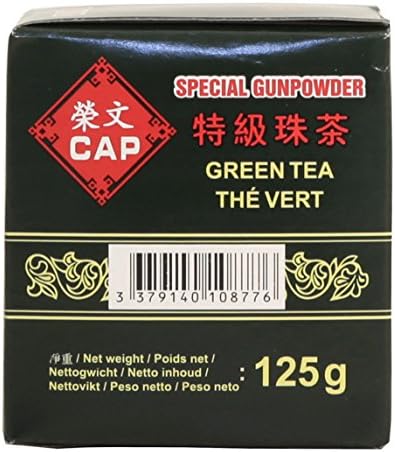 榮文
CAP
SPECIAL GUNPOWDER
特級珠茶
GREEN TEA
THÉ VERT
3 379140 108776
淨重 / Net weight / Poids net /
Nettogwicht / Netto inhoud /
Nettovikt / Peso netto / Peso neto : 125g